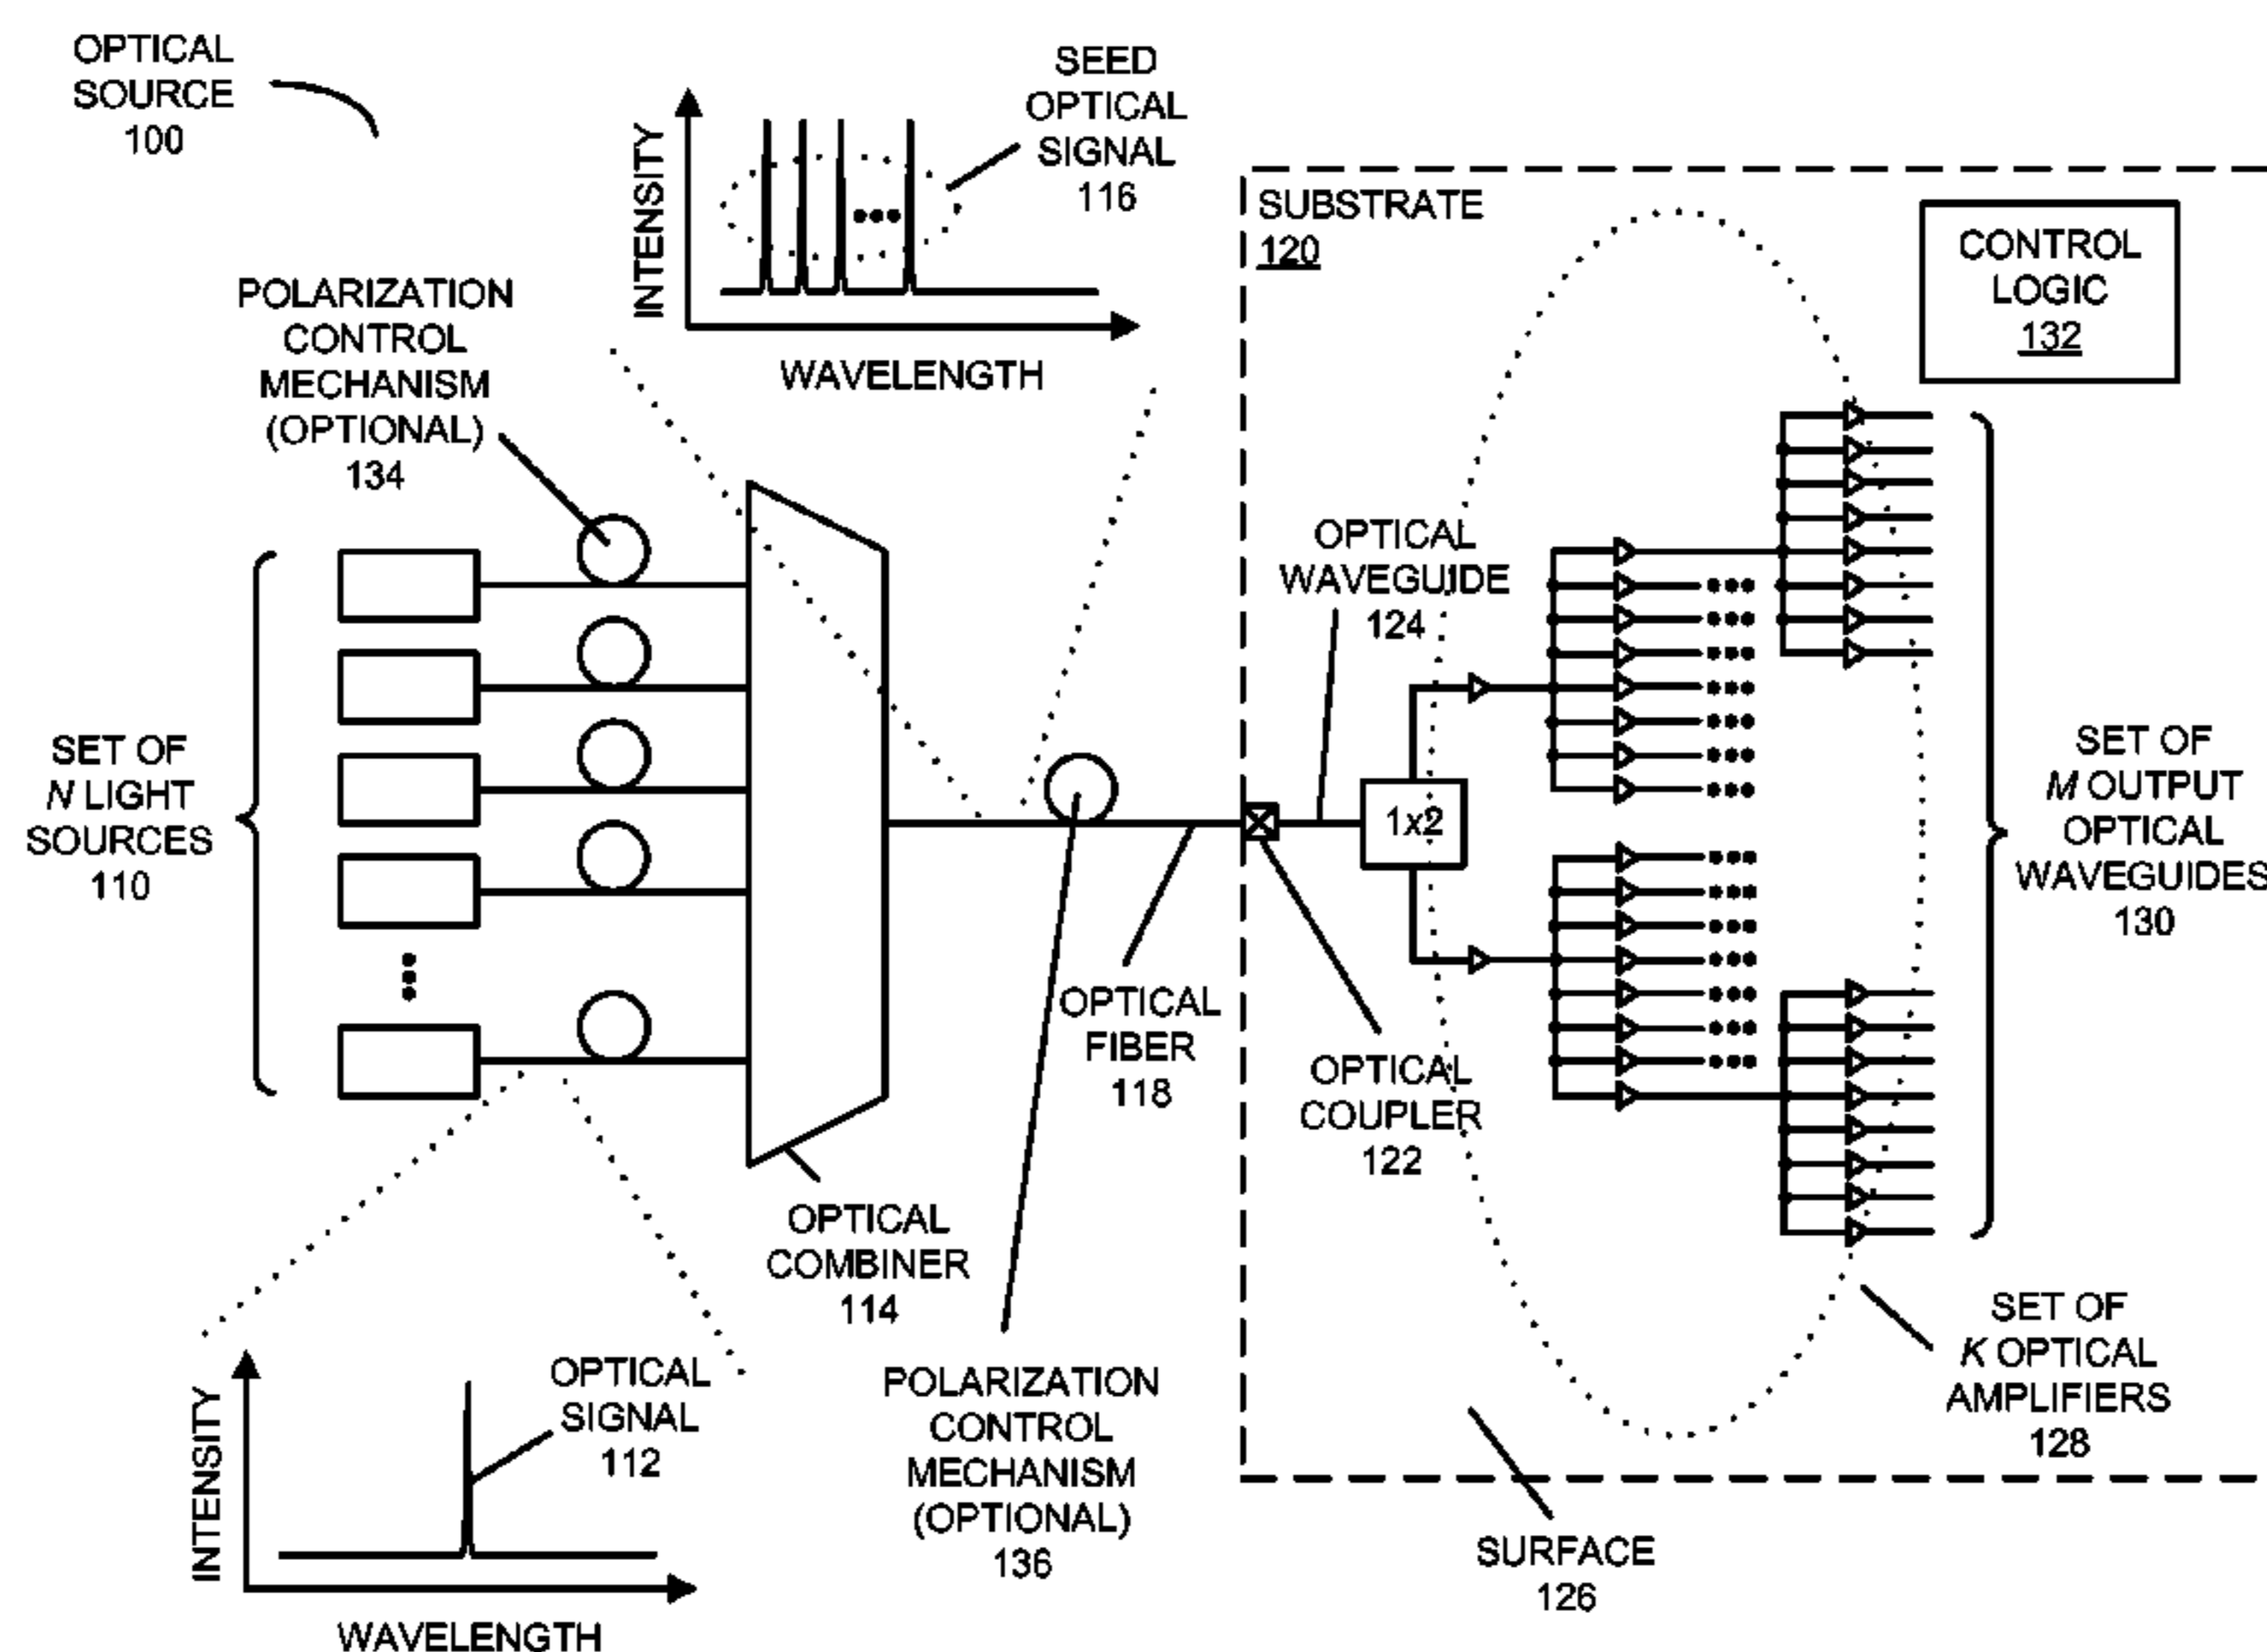 OPTICAL
SOURCE
100
SEED
OPTICAL
SIGNAL
116
INTENSITY
WAVELENGTH
SUBSTRATE
120
CONTROL
LOGIC
132
POLARIZATION
CONTROL
MECHANISM
(OPTIONAL)
134
OPTICAL
WAVEGUIDE
124
SET OF
N LIGHT
SOURCES
110
1x2
SET OF
M OUTPUT
OPTICAL
WAVEGUIDES
130
OPTICAL
FIBER
118
OPTICAL
COUPLER
122
OPTICAL
COMBINER
114
SET OF
K OPTICAL
AMPLIFIERS
128
OPTICAL
SIGNAL
112
INTENSITY
WAVELENGTH
POLARIZATION
CONTROL
MECHANISM
(OPTIONAL)
136
SURFACE
126